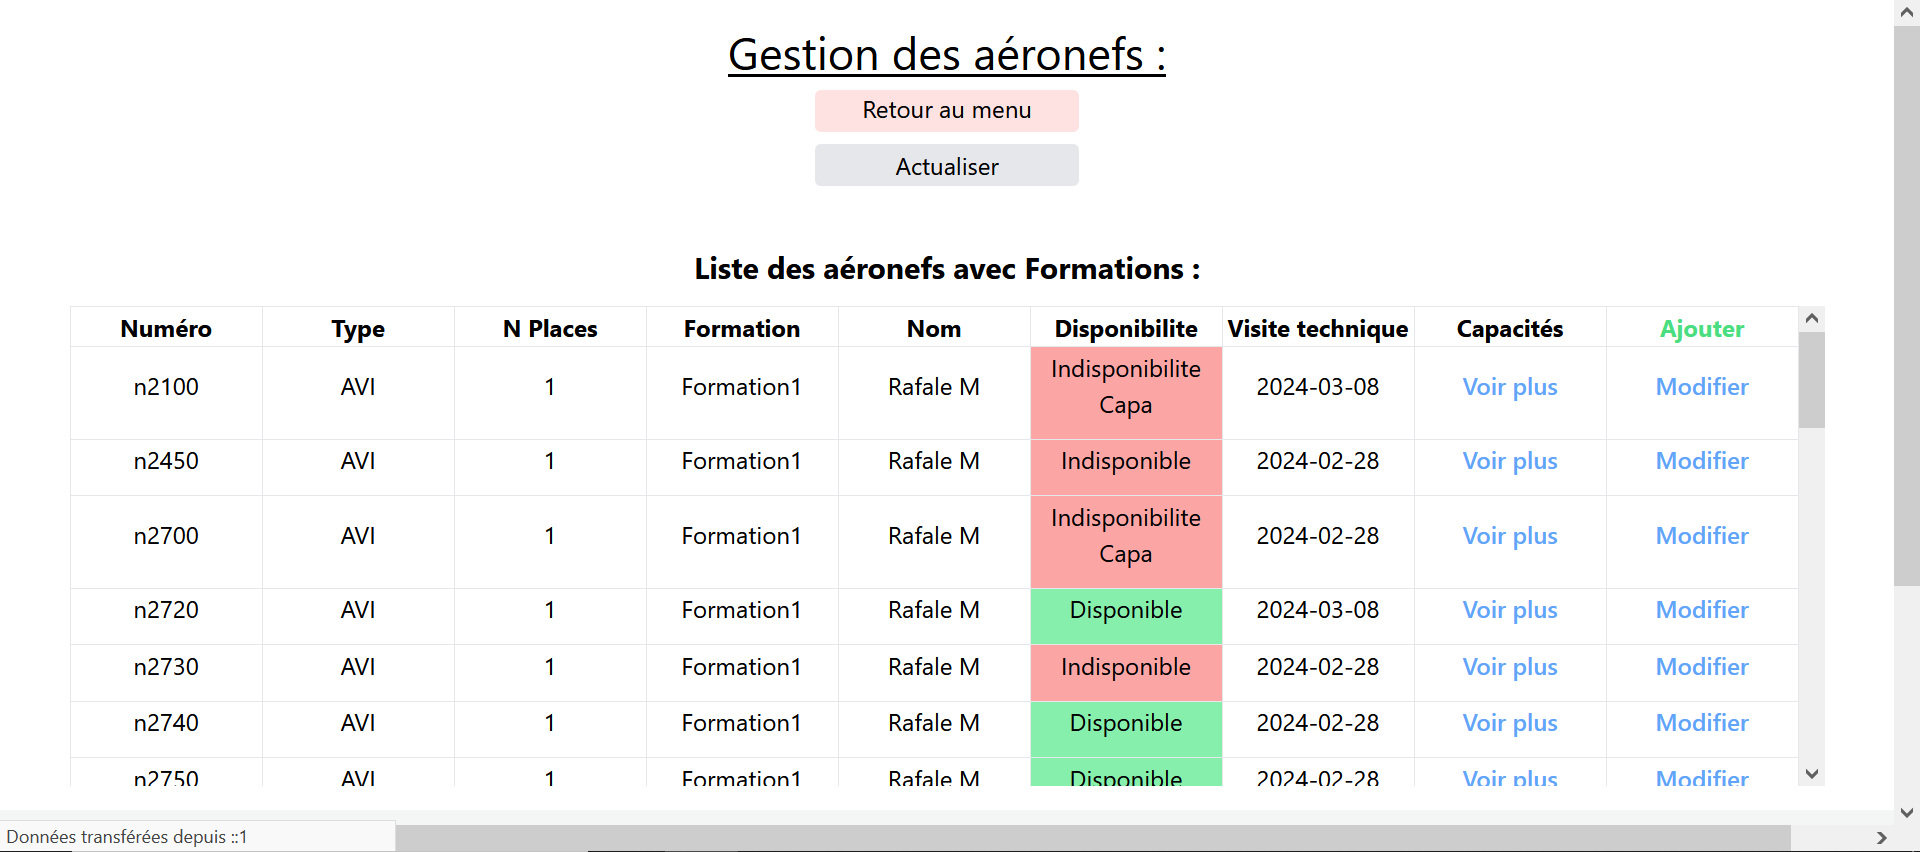 Gestion des aéronefs :
Retour au menu
Actualiser
Liste des aéronefs avec Formations :
Numéro Type N Places Formation Nom Disponibilite Visite technique Capacités Ajouter
n2100 AVI 1 Formation1 Rafale M Indisponibilite Capa 2024-03-08 Voir plus Modifier
n2450 AVI 1 Formation1 Rafale M Indisponible 2024-02-28 Voir plus Modifier
n2700 AVI 1 Formation1 Rafale M Indisponibilite Capa 2024-02-28 Voir plus Modifier
n2720 AVI 1 Formation1 Rafale M Disponible 2024-03-08 Voir plus Modifier
n2730 AVI 1 Formation1 Rafale M Indisponible 2024-02-28 Voir plus Modifier
n2740 AVI 1 Formation1 Rafale M Disponible 2024-02-28 Voir plus Modifier
n2750 AVI 1 Formation1 Rafale M Disponible 2024-02-28 Voir plus Modifier
Données transférées depuis ::1